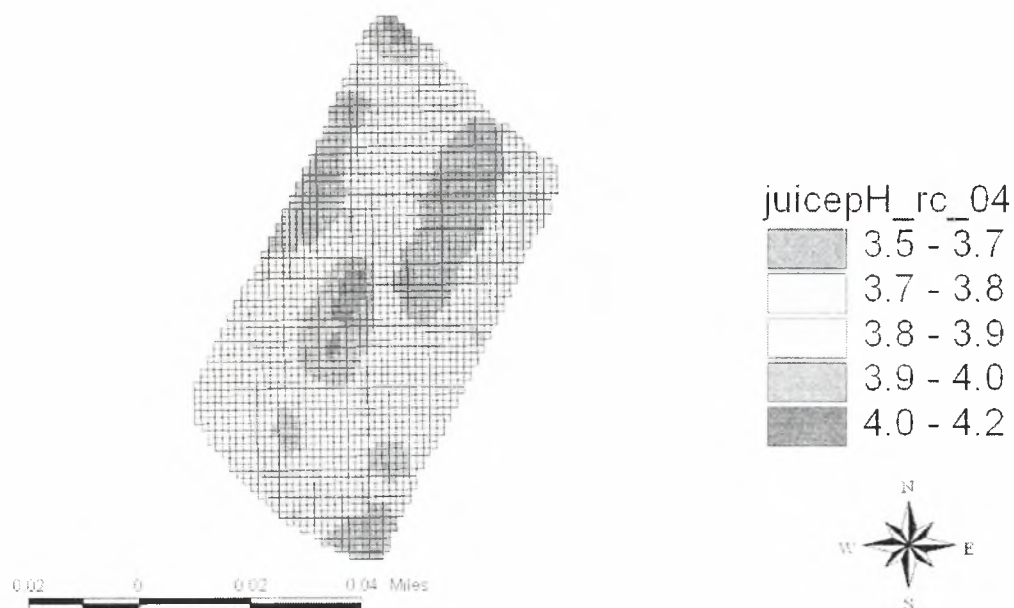 juicepH_rc_04
3.5 - 3.7
3.7 - 3.8
3.8 - 3.9
3.9 - 4.0
4.0 - 4.2
N
W E
S
0.02 0 0.02 0.04 Miles